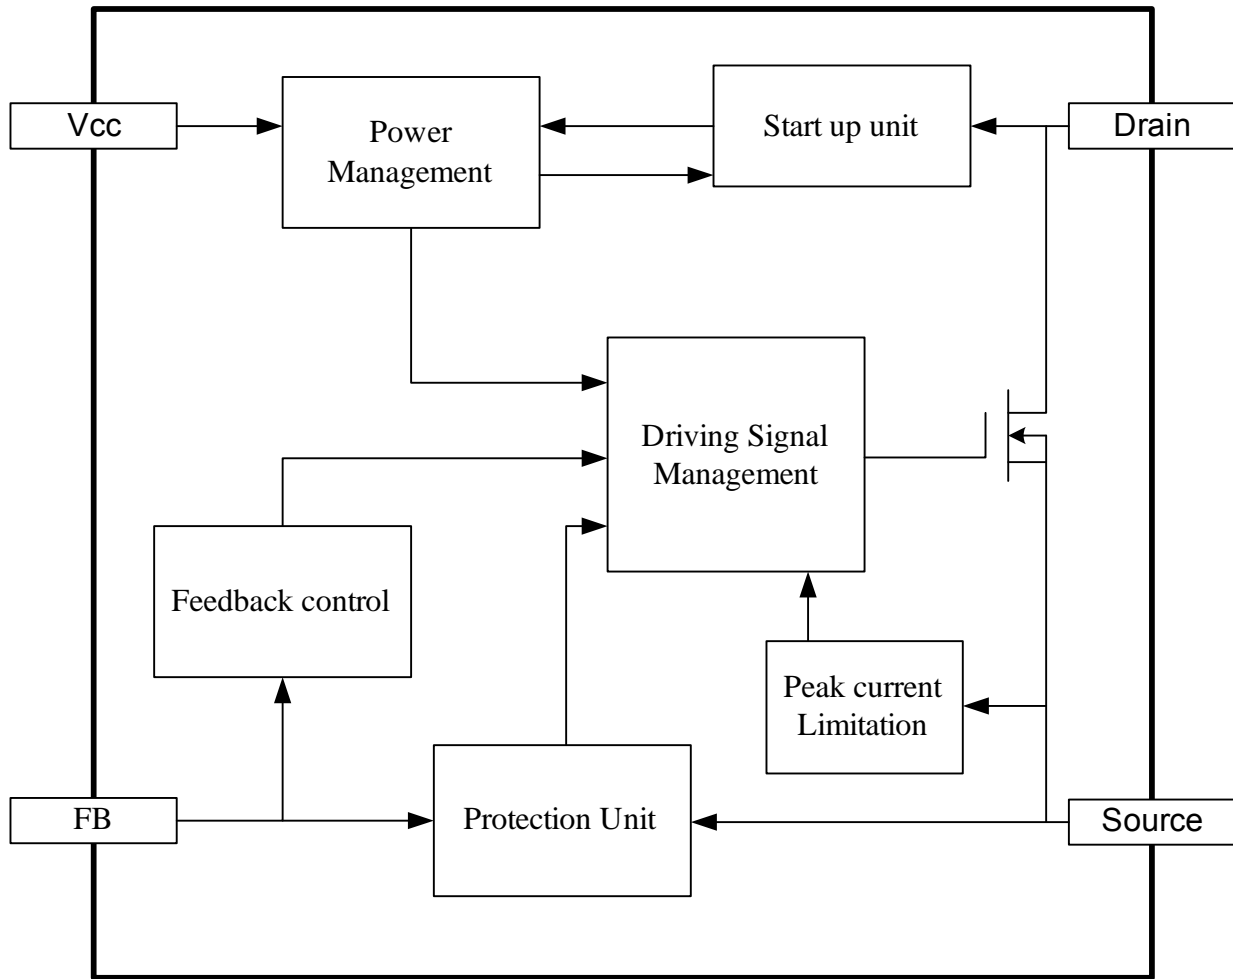 Vcc
Power
Management
Start up unit
Drain
Driving Signal
Management
Feedback control
Peak current
Limitation
FB
Protection Unit
Source